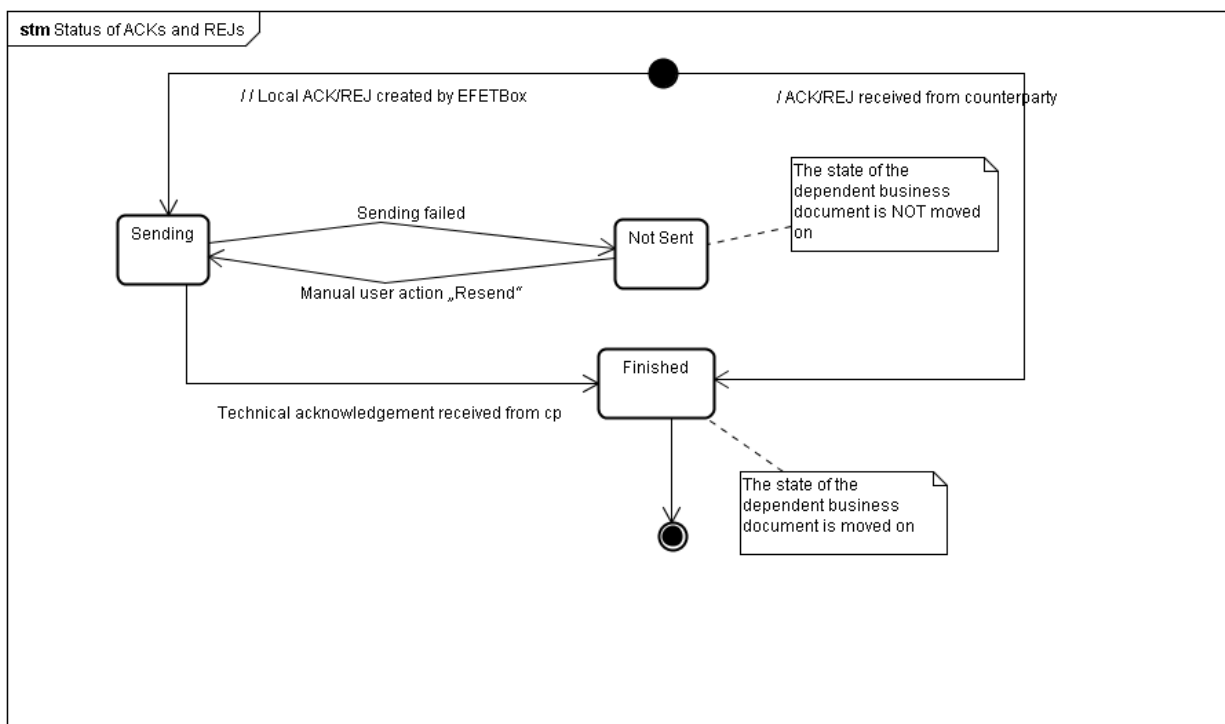 stm Status of ACKs and REJs
/ / Local ACK/REJ created by EFETBox
/ ACK/REJ received from counterparty
The state of the
dependent business
document is NOT moved
on
Sending failed
Sending
Not Sent
Manual user action „Resend“
Finished
Technical acknowledgement received from cp
The state of the
dependent business
document is moved on